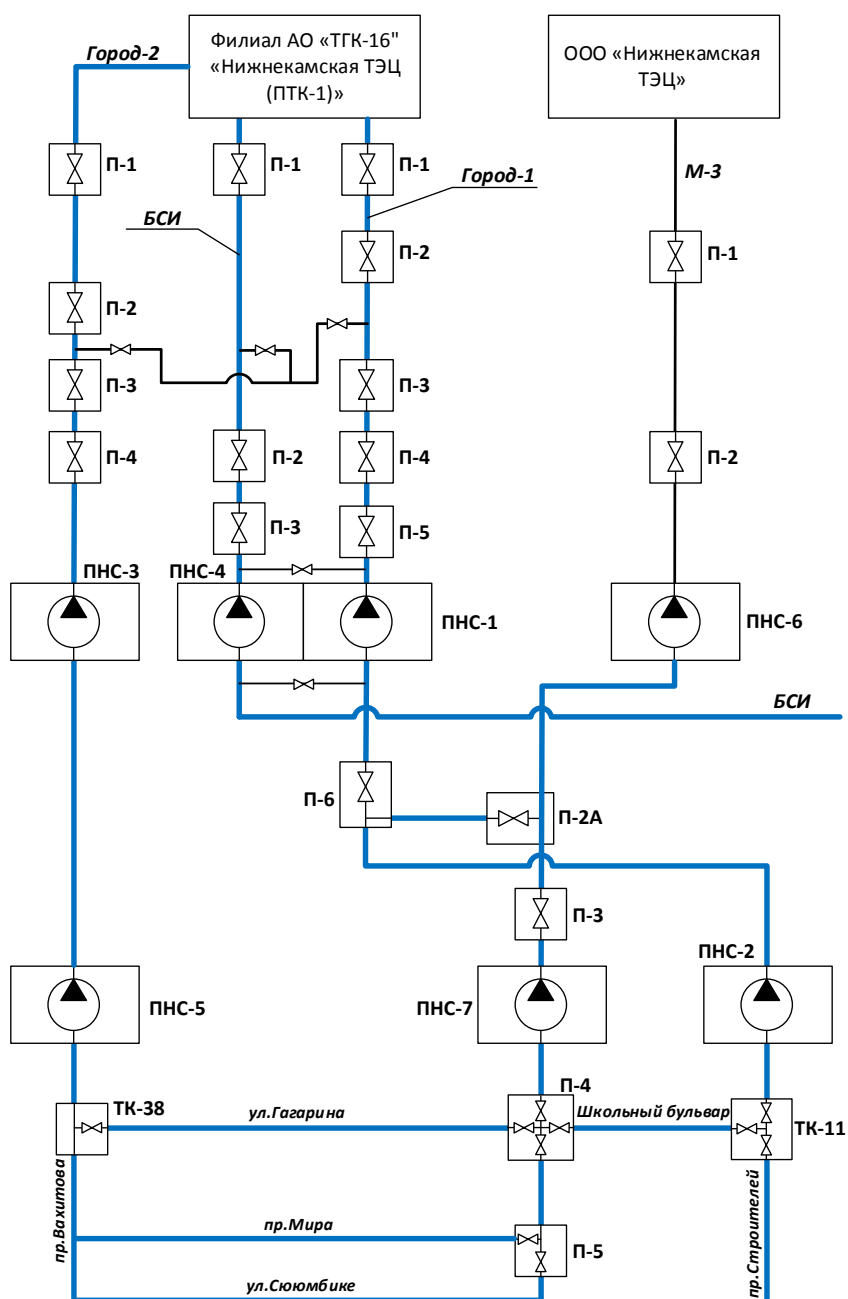 Город-2
Филиал АО «ТГК-16"
«Нижнекамская ТЭЦ
(ПТК-1)»
ООО «Нижнекамская
ТЭЦ»
П-1
П-1
П-1
М-3
Город-1
БСИ
П-2
П-1
П-2
П-3
П-3
П-4
П-2
П-4
П-2
П-3
П-5
ПНС-3
ПНС-4
ПНС-1
ПНС-6
БСИ
П-6
П-2А
П-3
ПНС-2
ПНС-5
ПНС-7
П-4
ТК-38
ул.Гагарина
Школьный бульвар
ТК-11
пр.Вахитова
пр.Мира
П-5
пр.Строителей
ул.Сююмбике